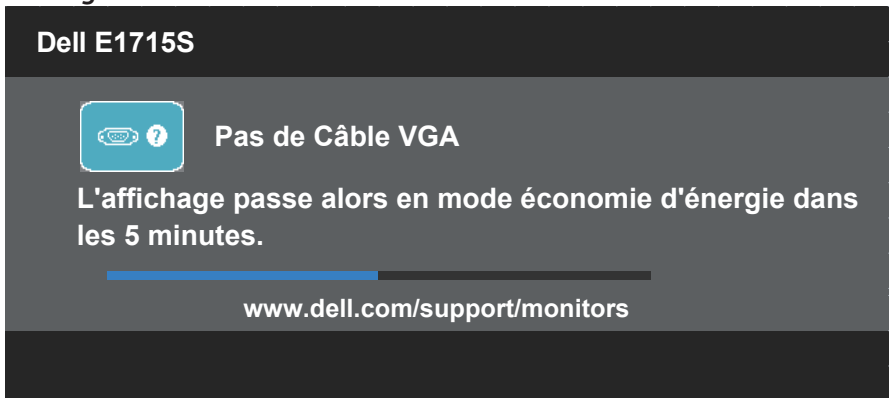 Dell E1715S
Pas de Câble VGA
L'affichage passe alors en mode économie d'énergie dans
les 5 minutes.
www.dell.com/support/monitors